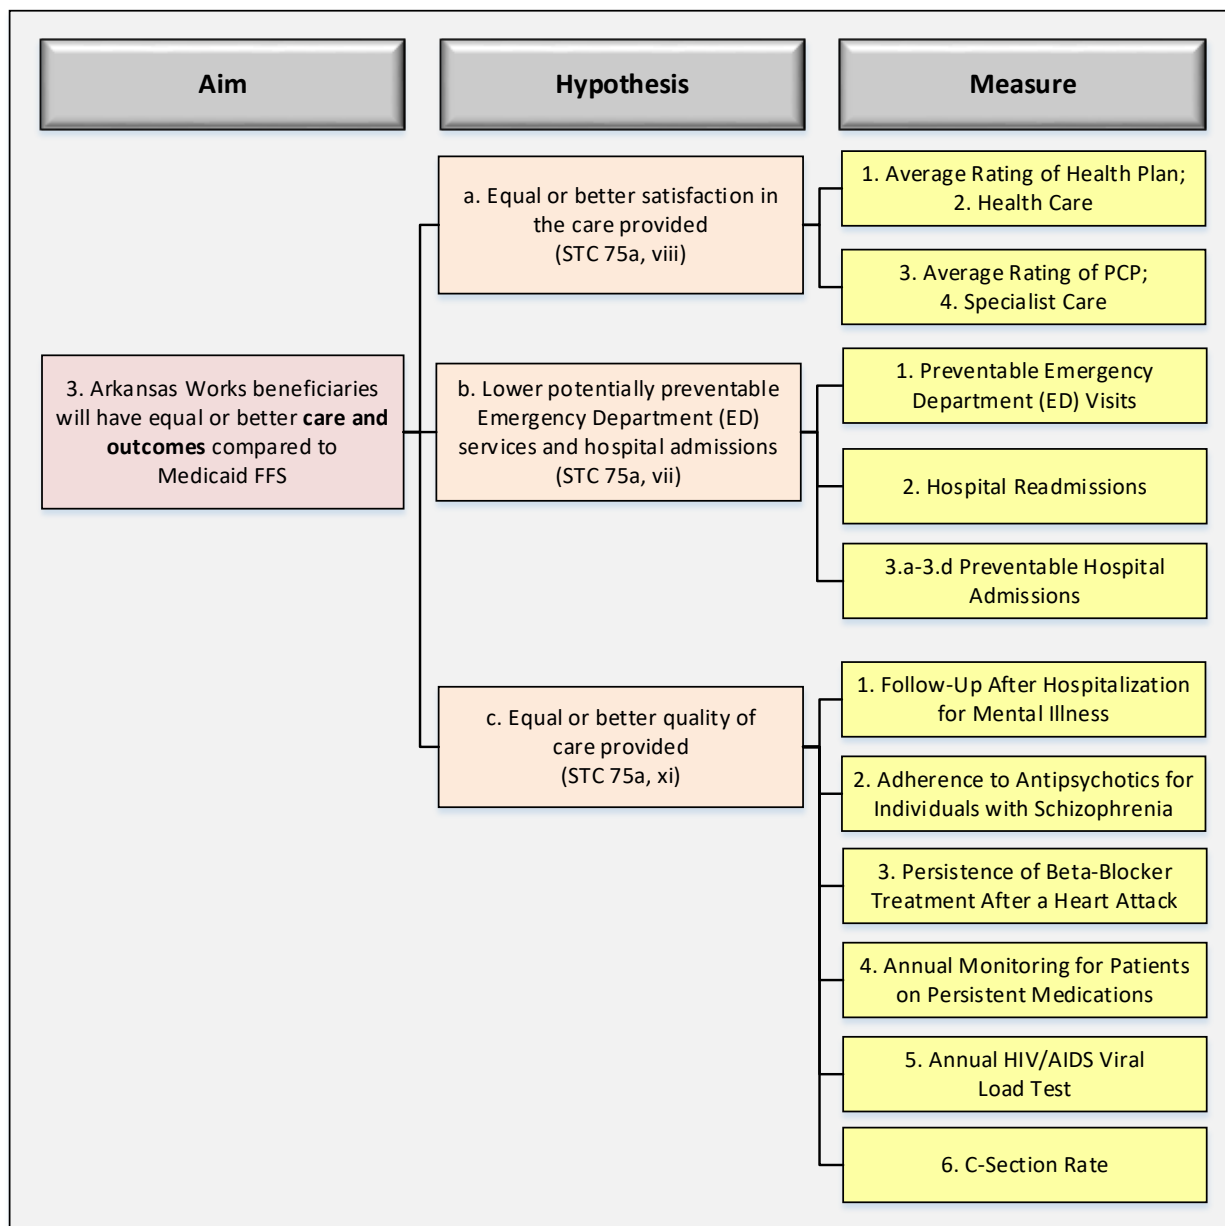 Aim
Hypothesis
Measure
3. Arkansas Works beneficiaries
will have equal or better care and
outcomes compared to
Medicaid FFS
a. Equal or better satisfaction in
the care provided
(STC 75a, viii)
1. Average Rating of Health Plan;
2. Health Care
3. Average Rating of PCP;
4. Specialist Care
b. Lower potentially preventable
Emergency Department (ED)
services and hospital admissions
(STC 75a, vii)
1. Preventable Emergency
Department (ED) Visits
2. Hospital Readmissions
3.a-3.d Preventable Hospital
Admissions
c. Equal or better quality of
care provided
(STC 75a, xi)
1. Follow-Up After Hospitalization
for Mental Illness
2. Adherence to Antipsychotics for
Individuals with Schizophrenia
3. Persistence of Beta-Blocker
Treatment After a Heart Attack
4. Annual Monitoring for Patients
on Persistent Medications
5. Annual HIV/AIDS Viral
Load Test
6. C-Section Rate